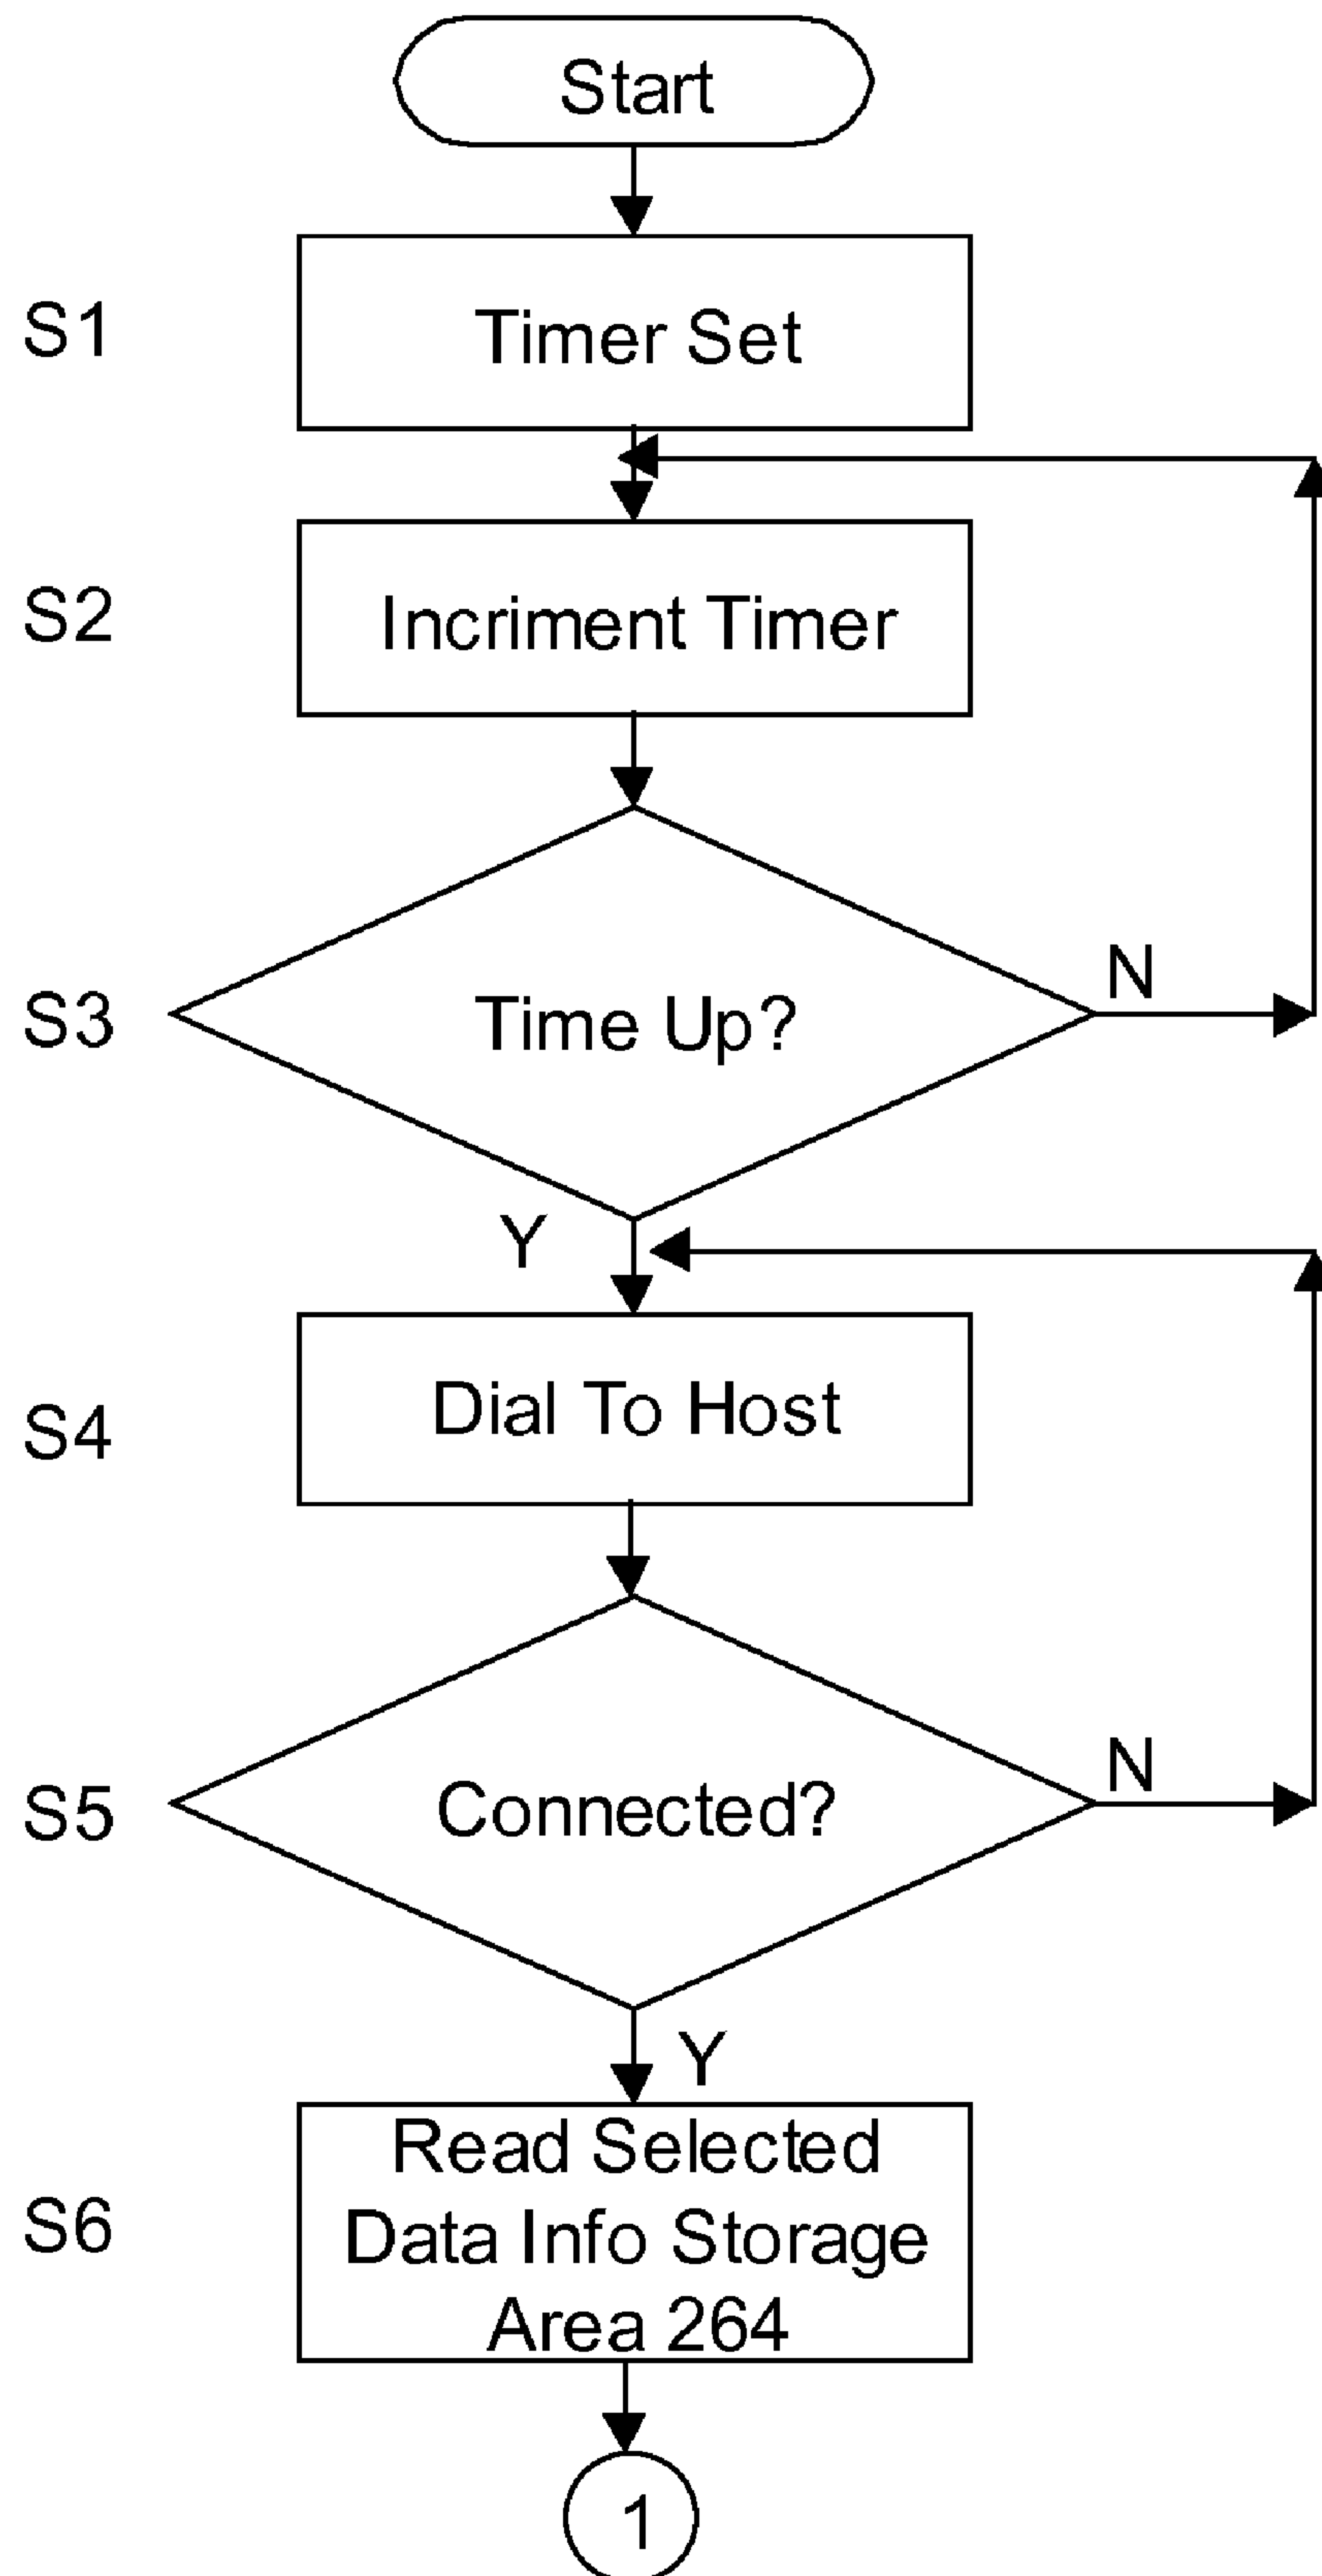 Start
S1
Timer Set
S2
Incriment Timer
S3
Time Up?
N
Y
S4
Dial To Host
S5
Connected?
N
Y
S6
Read Selected
Data Info Storage
Area 264
1